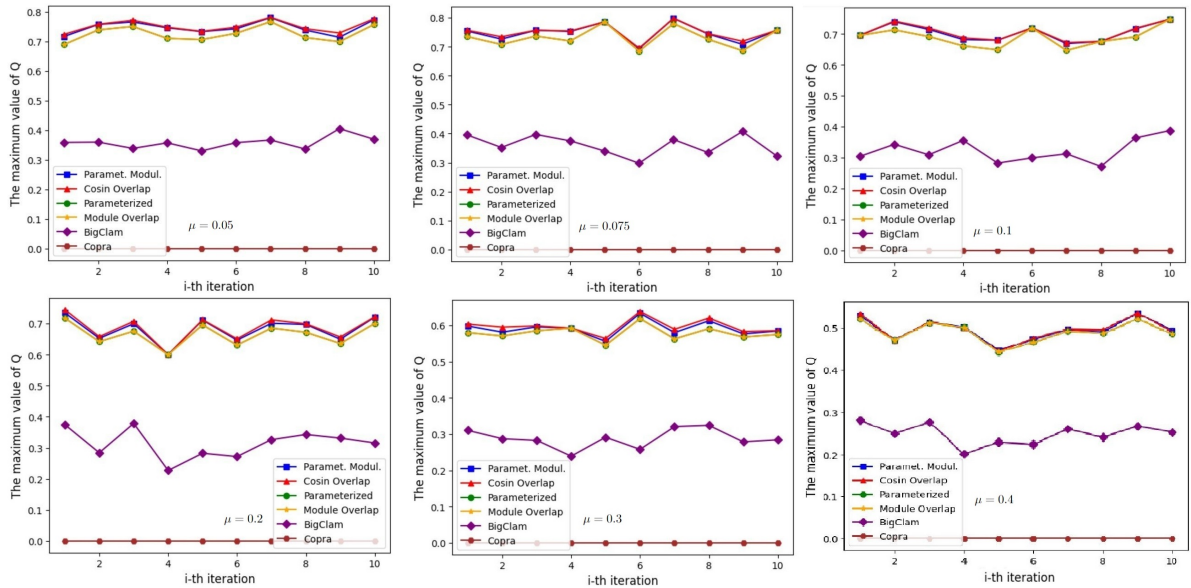 The maximum value of Q
0.8
0.7
0.6
0.5
0.4
0.3
0.2
0.1
0.0
Paramet. Modul.
Cosin Overlap
Parameterized
Module Overlap
BigClam
Copra
μ = 0.05
2 4 6 8 10
i-th iteration
The maximum value of Q
0.8
0.7
0.6
0.5
0.4
0.3
0.2
0.1
0.0
Paramet. Modul.
Cosin Overlap
Parameterized
Module Overlap
BigClam
Copra
μ = 0.075
2 4 6 8 10
i-th iteration
The maximum value of Q
0.7
0.6
0.5
0.4
0.3
0.2
0.1
0.0
Paramet. Modul.
Cosin Overlap
Parameterized
Module Overlap
BigClam
Copra
μ = 0.1
2 4 6 8 10
i-th iteration
The maximum value of Q
0.7
0.6
0.5
0.4
0.3
0.2
0.1
0.0
Paramet. Modul.
Cosin Overlap
Parameterized
Module Overlap
BigClam
Copra
μ = 0.2
2 4 6 8 10
i-th iteration
The maximum value of Q
0.6
0.5
0.4
0.3
0.2
0.1
0.0
Paramet. Modul.
Cosin Overlap
Parameterized
Module Overlap
BigClam
Copra
μ = 0.3
2 4 6 8 10
i-th iteration
The maximum value of Q
0.5
0.4
0.3
0.2
0.1
0.0
Paramet. Modul.
Cosin Overlap
Parameterized
Module Overlap
BigClam
Copra
μ = 0.4
2 4 6 8 10
i-th iteration